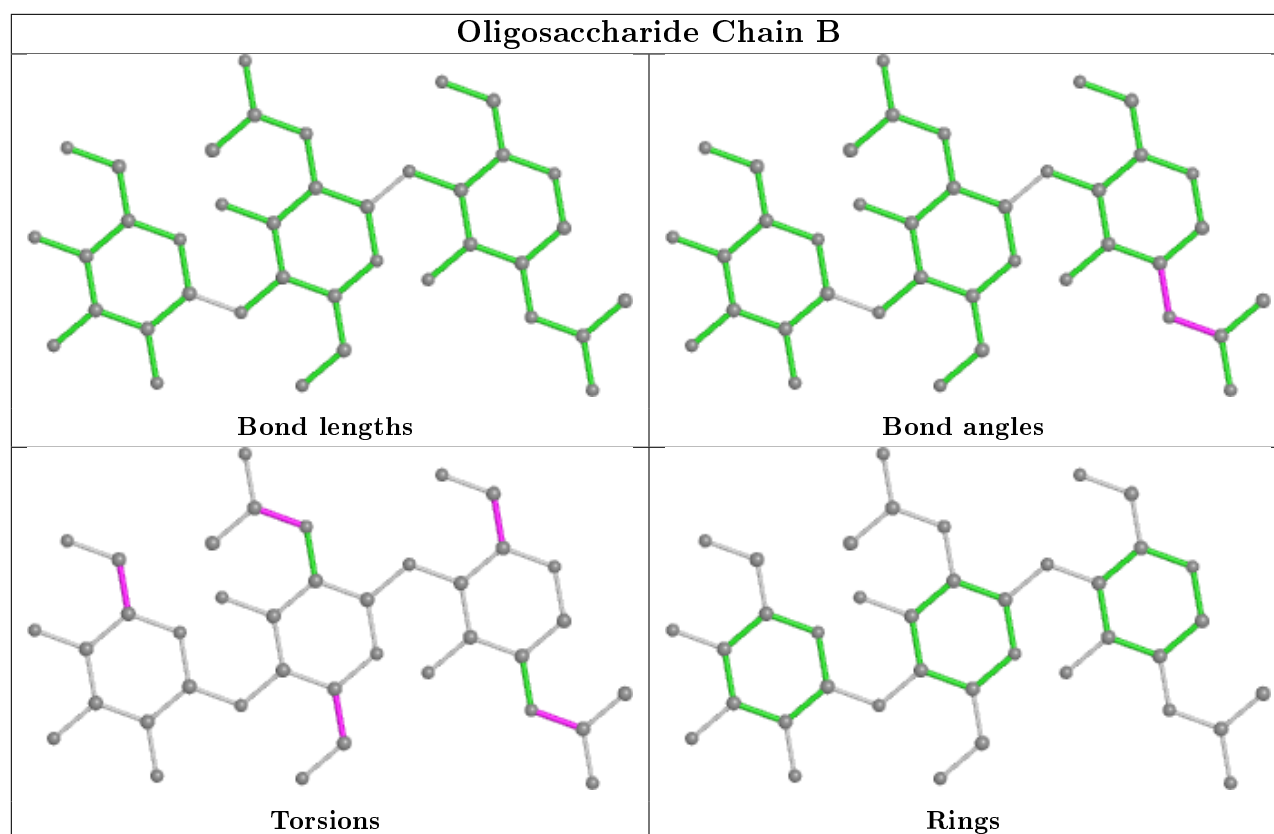 Oligosaccharide Chain B
Bond lengths
Bond angles
Torsions
Rings